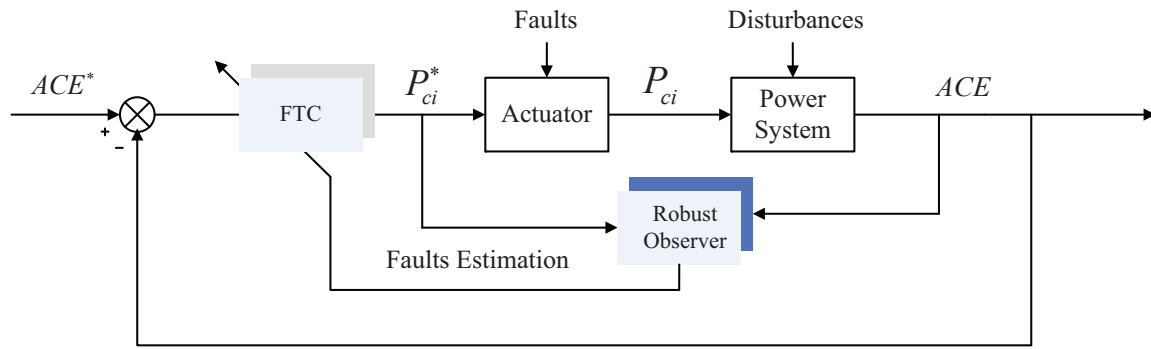 Faults
Disturbances
ACE*
FTC
P*ci
Actuator
Pci
Power
System
ACE
+
−
Robust
Observer
Faults Estimation